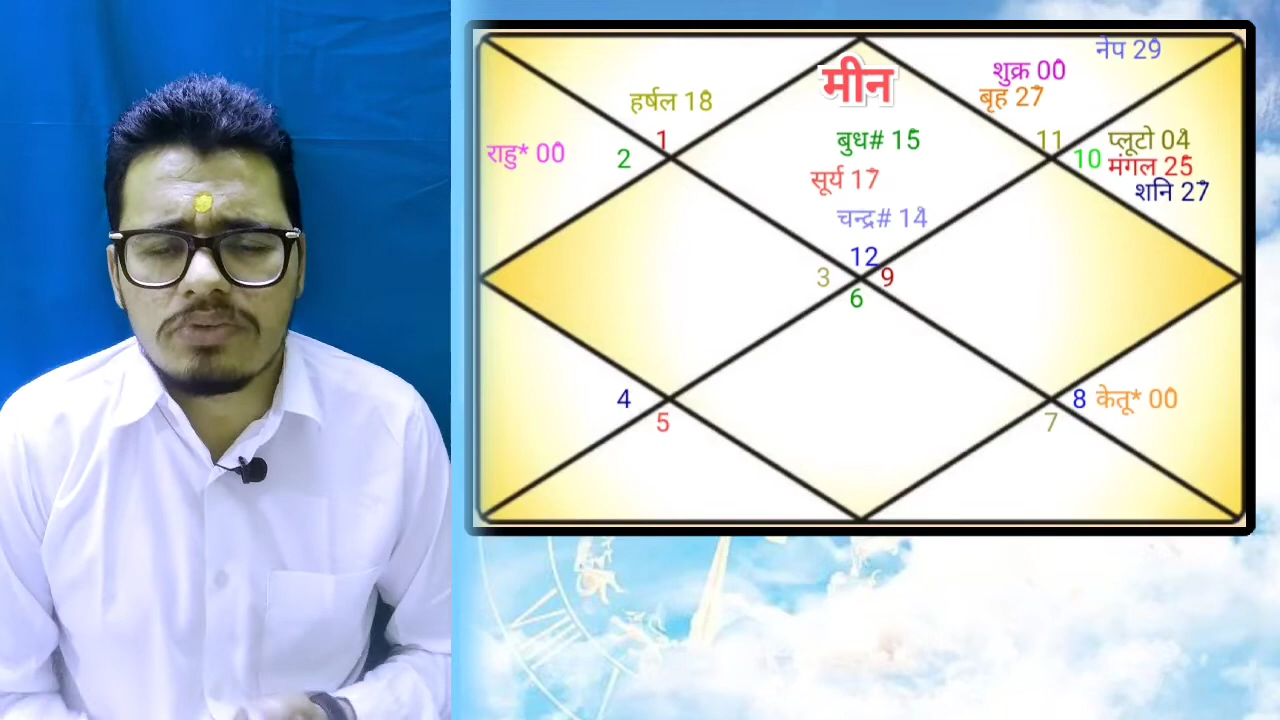 नेप 29°
मीन
शुक्र 00°
हर्षल 18°
बृह 27°
1
बुध# 15°
11
प्लूटो 04°
राहु* 00°
2
10
मंगल 25°
सूर्य 17°
शनि 27°
चन्द्र# 14°
12
3
9
6
4
8
केतू* 00°
5
7